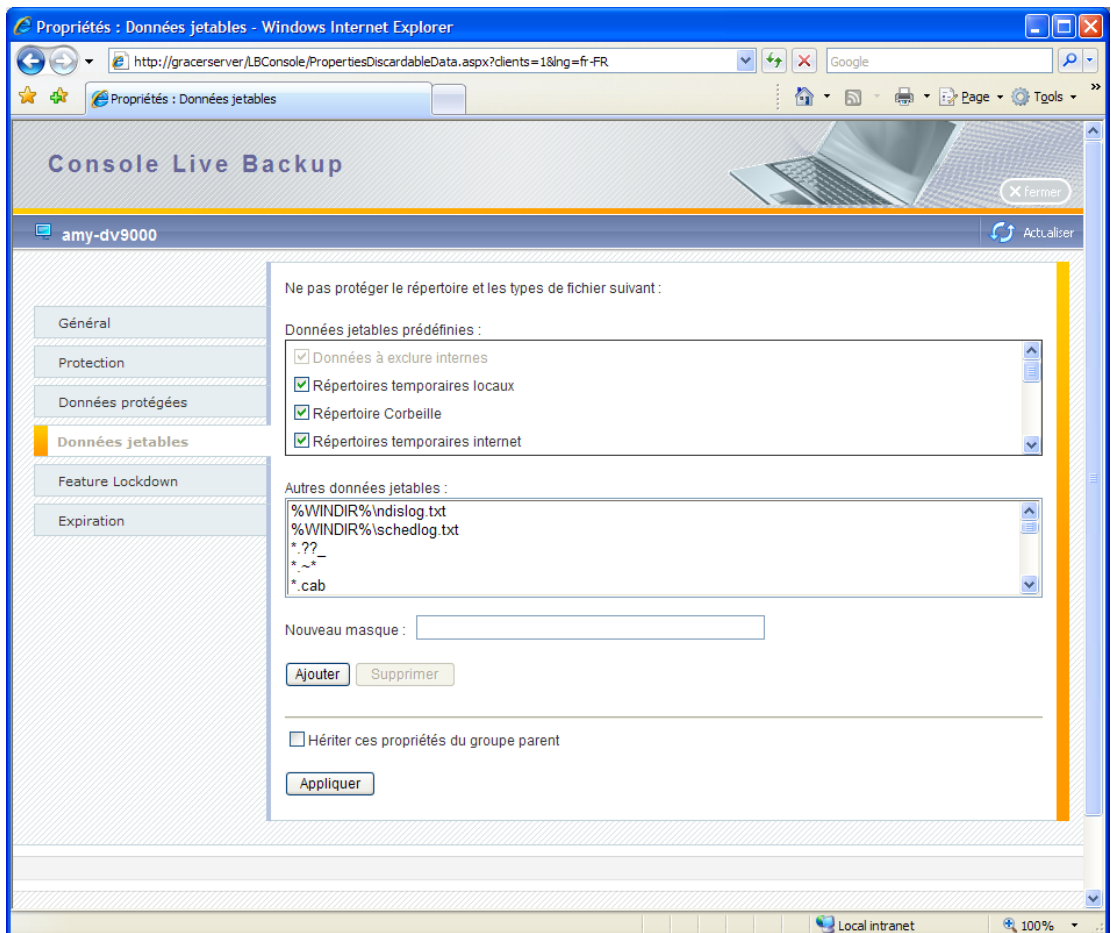 Propriétés : Données jetables - Windows Internet Explorer
http://gracerserver/LBConsole/PropertiesDiscardableData.aspx?clients=1&lng=fr-FR
Google
Propriétés : Données jetables
Page
Tools
»
Console Live Backup
X fermer
amy-dv9000
Actualiser
Ne pas protéger le répertoire et les types de fichier suivant :
Général
Protection
Données protégées
Données jetables
Feature Lockdown
Expiration
Données jetables prédéfinies :
Données à exclure internes
Répertoires temporaires locaux
Répertoire Corbeille
Répertoires temporaires internet
Autres données jetables :
%WINDIR%\ndislog.txt
%WINDIR%\schedlog.txt
*.??_
*.~*
*.cab
Nouveau masque :
Ajouter
Supprimer
Hériter ces propriétés du groupe parent
Appliquer
Local intranet
100%